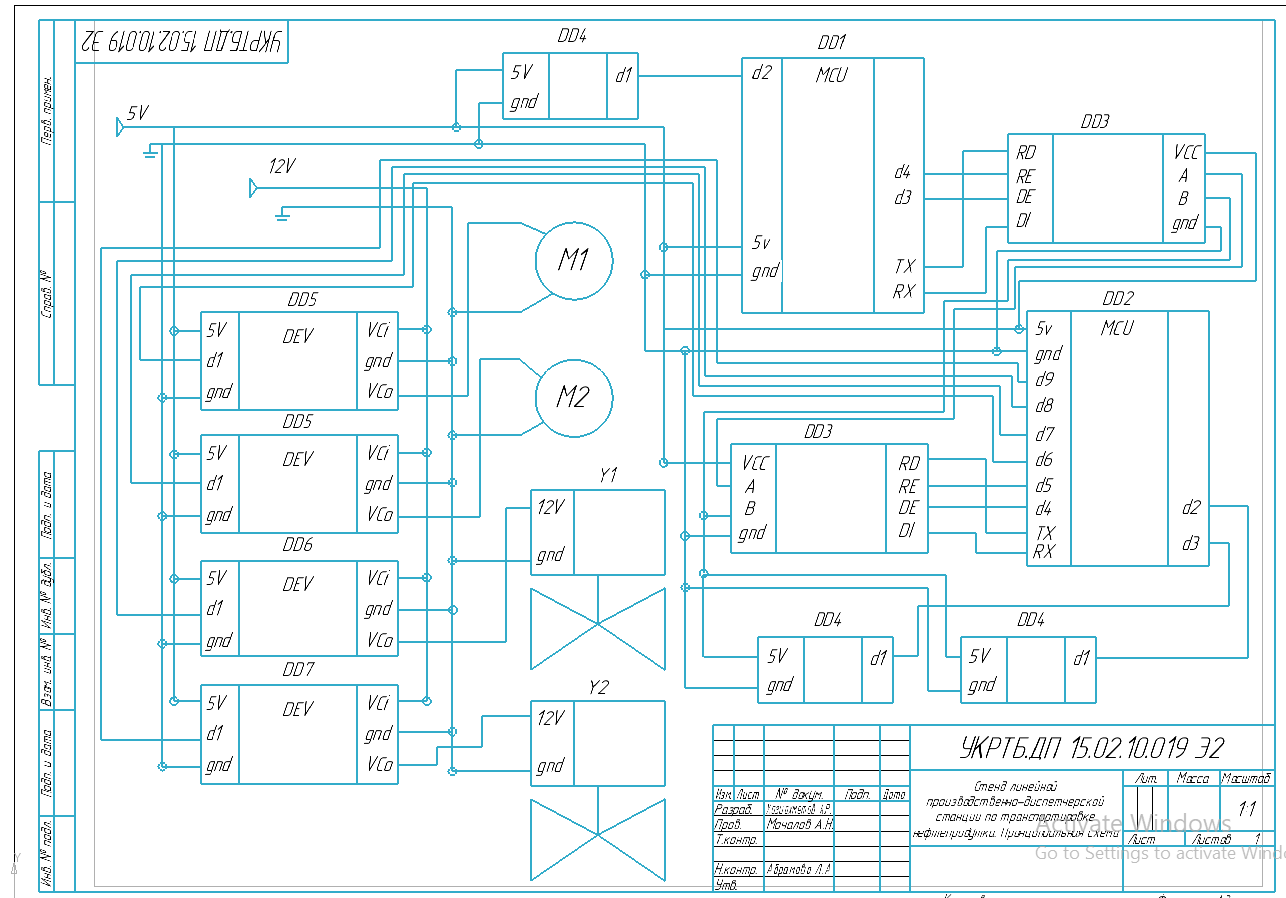 УКРТБ.ДП 15.02.10.019 Э2
Перв. примен.
Справ. №
Подп. и дата
Инв. № дубл.
Взам. инв. №
Подп. и дата
Инв. № подл.
5V
12V
DD4
5V
gnd
d1
DD1
MCU
d2
d4
d3
5v
gnd
TX
RX
DD3
RD
RE
DE
DI
VCC
A
B
gnd
M1
M2
DD5
DEV
5V
d1
gnd
VCi
gnd
VCo
DD5
DEV
5V
d1
gnd
VCi
gnd
VCo
DD6
DEV
5V
d1
gnd
VCi
gnd
VCo
DD7
DEV
5V
d1
gnd
VCi
gnd
VCo
Y1
12V
gnd
Y2
12V
gnd
DD2
MCU
5v
gnd
d9
d8
d7
d6
d5
d4
TX
RX
d2
d3
DD3
VCC
A
B
gnd
RD
RE
DE
DI
DD4
5V
gnd
d1
DD4
5V
gnd
d1
УКРТБ.ДП 15.02.10.019 Э2
Изм. Лист № докум. Подп. Дата
Разраб.
Пров. Мочалов А.Н.
Т.контр.
Н.контр. Абрамова Л.А
Утв.
Стенд линейной
производственно-диспетчерской
станции по транспортировке
Принципиальная схема
Лит. Масса Масштаб
1:1
Лист Листов 1
Activate Windows
Go to Settings to activate Windo
Y